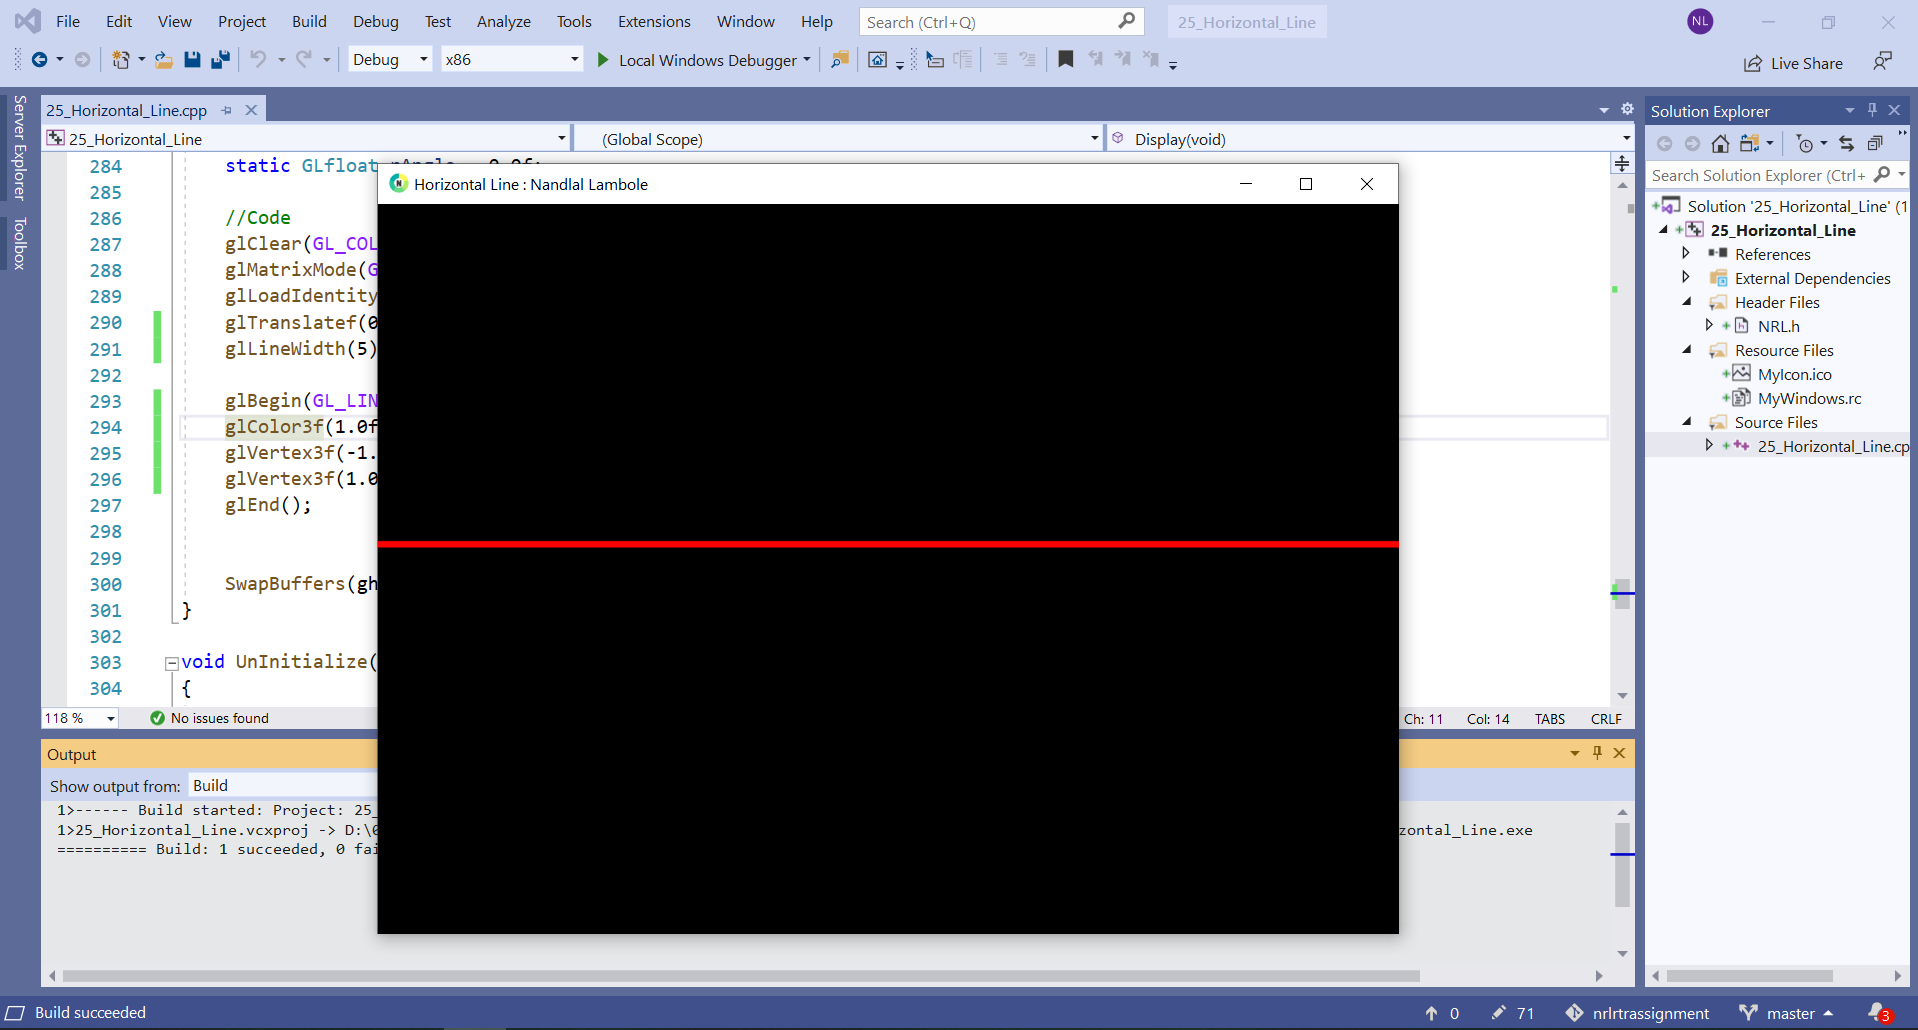 File Edit View Project Build Debug Test Analyze Tools Extensions Window Help Search (Ctrl+Q) 25_Horizontal_Line NL
Debug x86 Local Windows Debugger Live Share
Server Explorer
Toolbox
25_Horizontal_Line.cpp
25_Horizontal_Line (Global Scope) Display(void)
284 static GLfloat
285
286 //Code
287 glClear(GL_COL
288 glMatrixMode(G
289 glLoadIdentity
290 glTranslatef(0
291 glLineWidth(5)
292
293 glBegin(GL_LIN
294 glColor3f(1.0f
295 glVertex3f(-1.
296 glVertex3f(1.0
297 glEnd();
298
299
300 SwapBuffers(gh
301 }
302
303 void UnInitialize(
304 {
118 % No issues found Ch: 11 Col: 14 TABS CRLF
Horizontal Line : Nandlal Lambole
Output
Show output from: Build
1>------ Build started: Project: 25_
1>25_Horizontal_Line.vcxproj -> D:\0 zontal_Line.exe
========== Build: 1 succeeded, 0 fai
Solution Explorer
Search Solution Explorer (Ctrl+
Solution '25_Horizontal_Line' (1
25_Horizontal_Line
References
External Dependencies
Header Files
NRL.h
Resource Files
MyIcon.ico
MyWindows.rc
Source Files
25_Horizontal_Line.cp
Build succeeded 0 71 nrlrtrassignment master 3